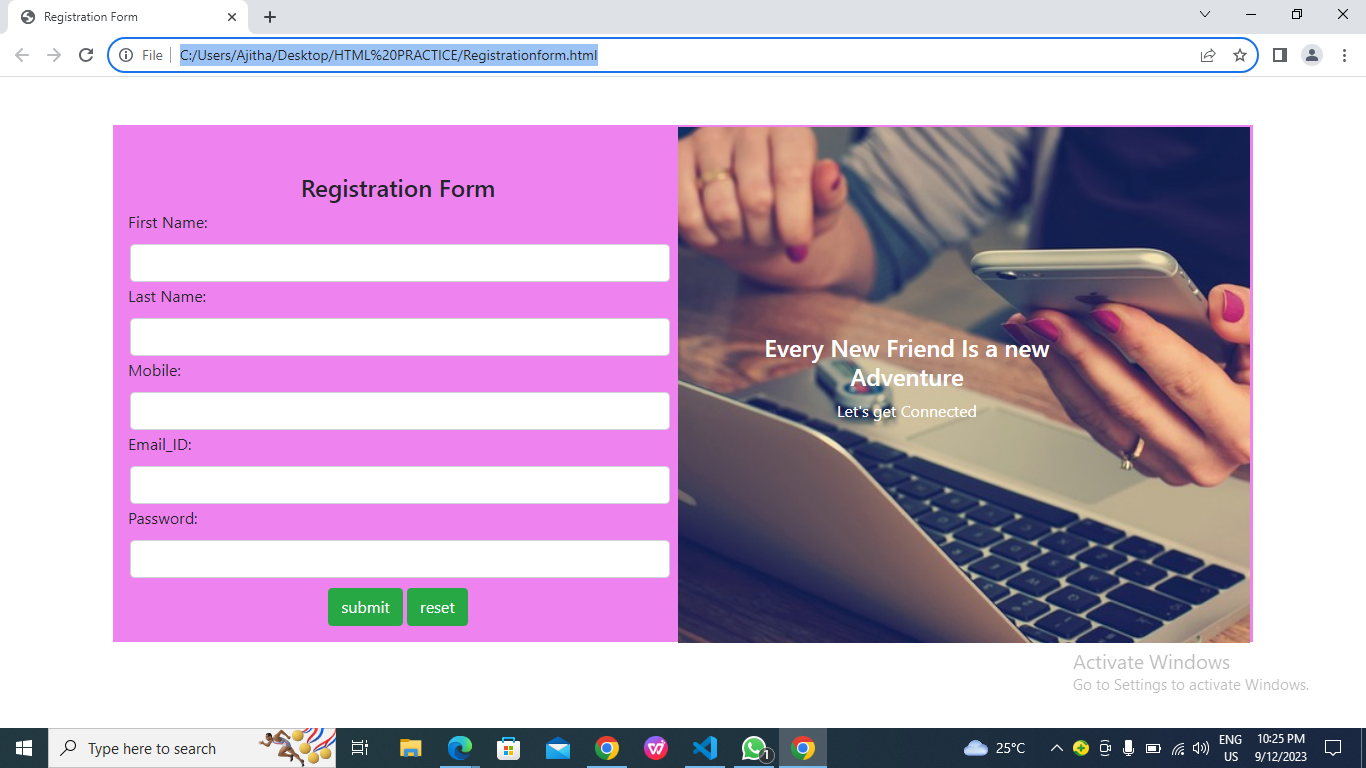 Registration Form
File
C:/Users/Ajitha/Desktop/HTML%20PRACTICE/Registrationform.html
Registration Form
First Name:
Last Name:
Mobile:
Email_ID:
Password:
submit reset
Every New Friend Is a new
Adventure
Let's get Connected
Activate Windows
Go to Settings to activate Windows.
Type here to search
1
25°C
ENG
US
10:25 PM
9/12/2023